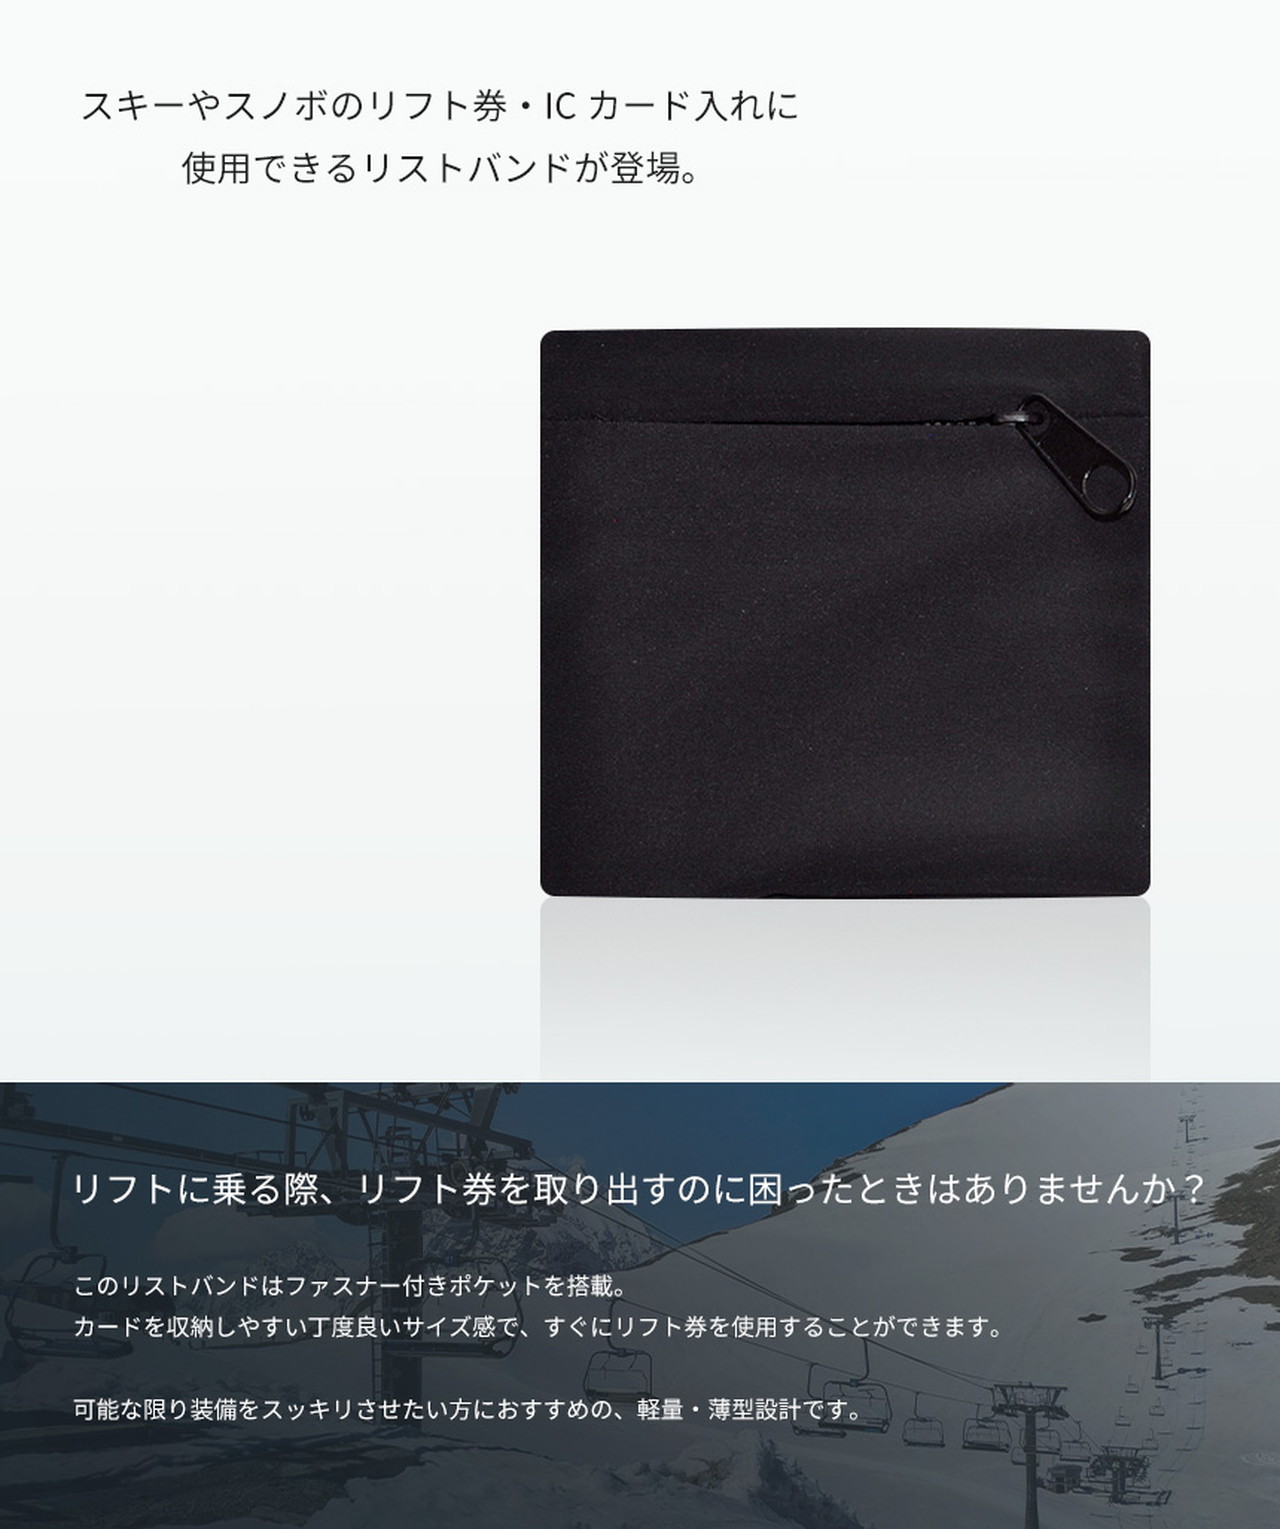 スキーやスノボのリフト券・IC カード入れに
使用できるリストバンドが登場。
リフトに乗る際、リフト券を取り出すのに困ったときはありませんか？
このリストバンドはファスナー付きポケットを搭載。
カードを収納しやすい丁度良いサイズ感で、すぐにリフト券を使用することができます。
可能な限り装備をスッキリさせたい方におすすめの、軽量・薄型設計です。